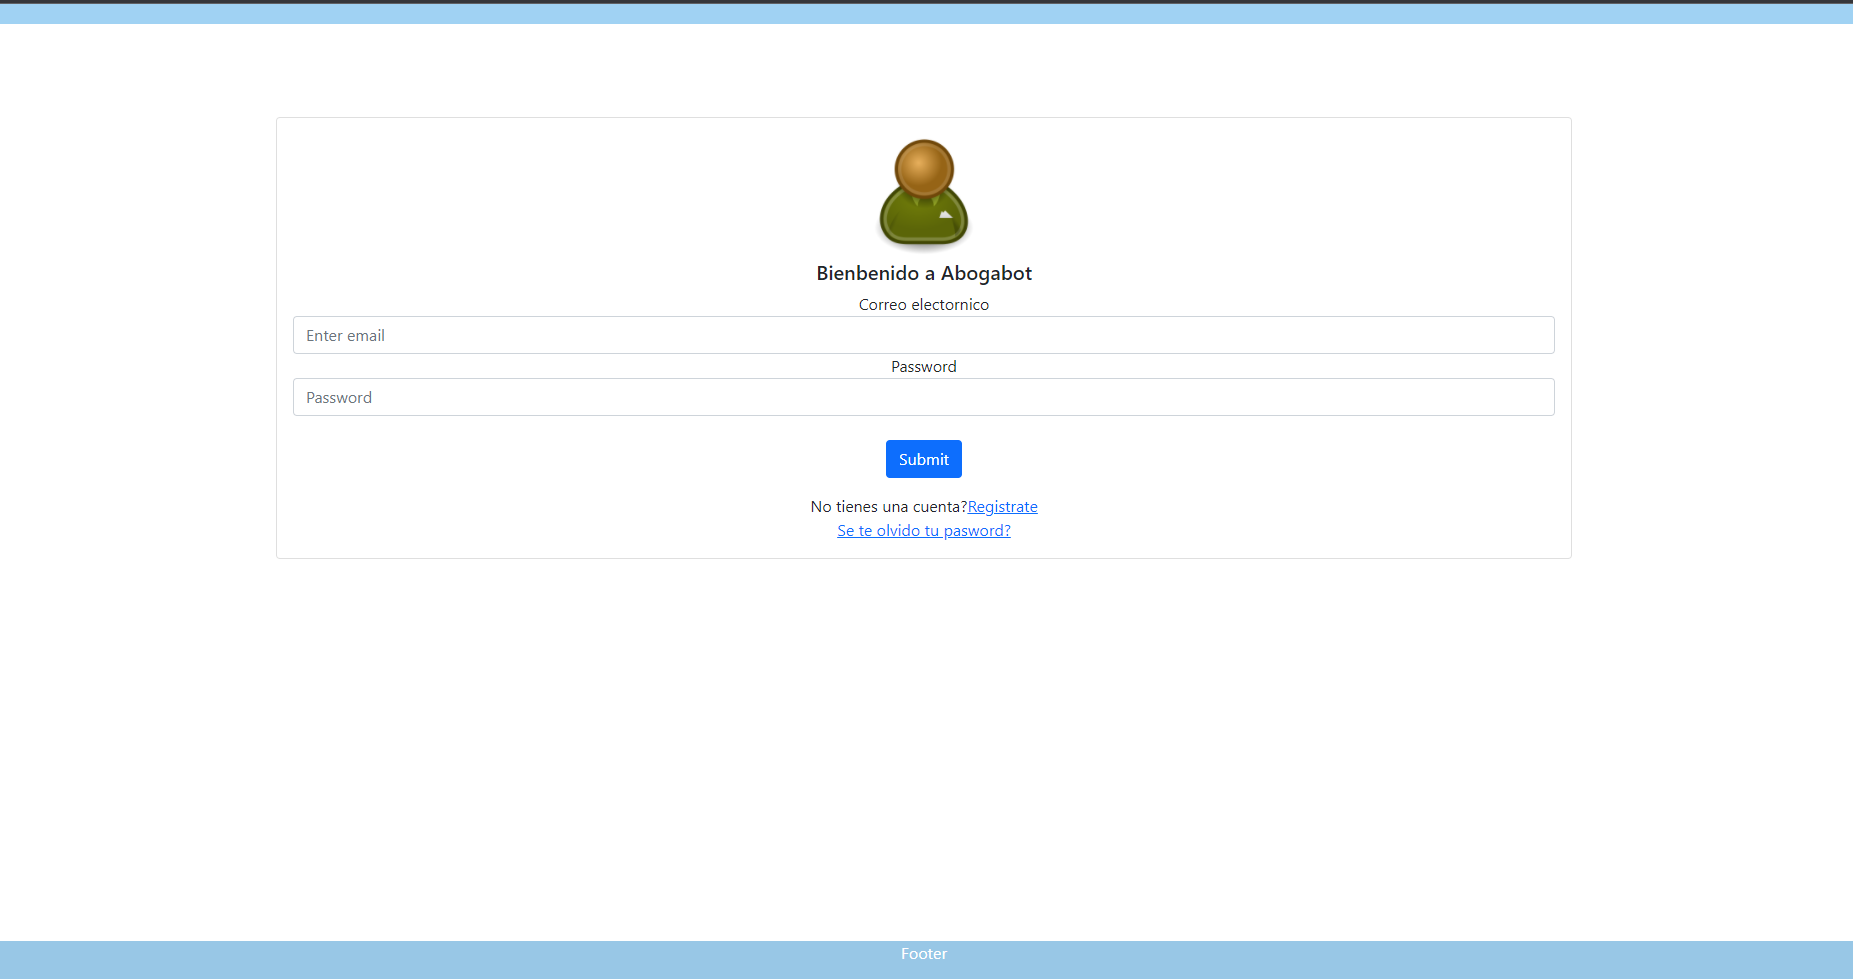 Bienbenido a Abogabot
Correo electornico
Enter email
Password
Password
Submit
No tienes una cuenta?Registrate
Se te olvido tu pasword?
Footer